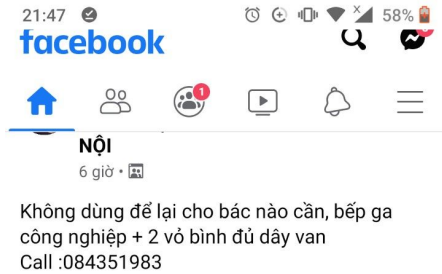 21:47
58%
facebook
1
NỘI
6 giờ •
Không dùng để lại cho bác nào cần, bếp ga
công nghiệp + 2 vỏ bình đủ dây van
Call :084351983